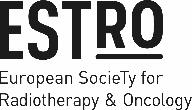 ESTRO
European SocieTy for
Radiotherapy & Oncology